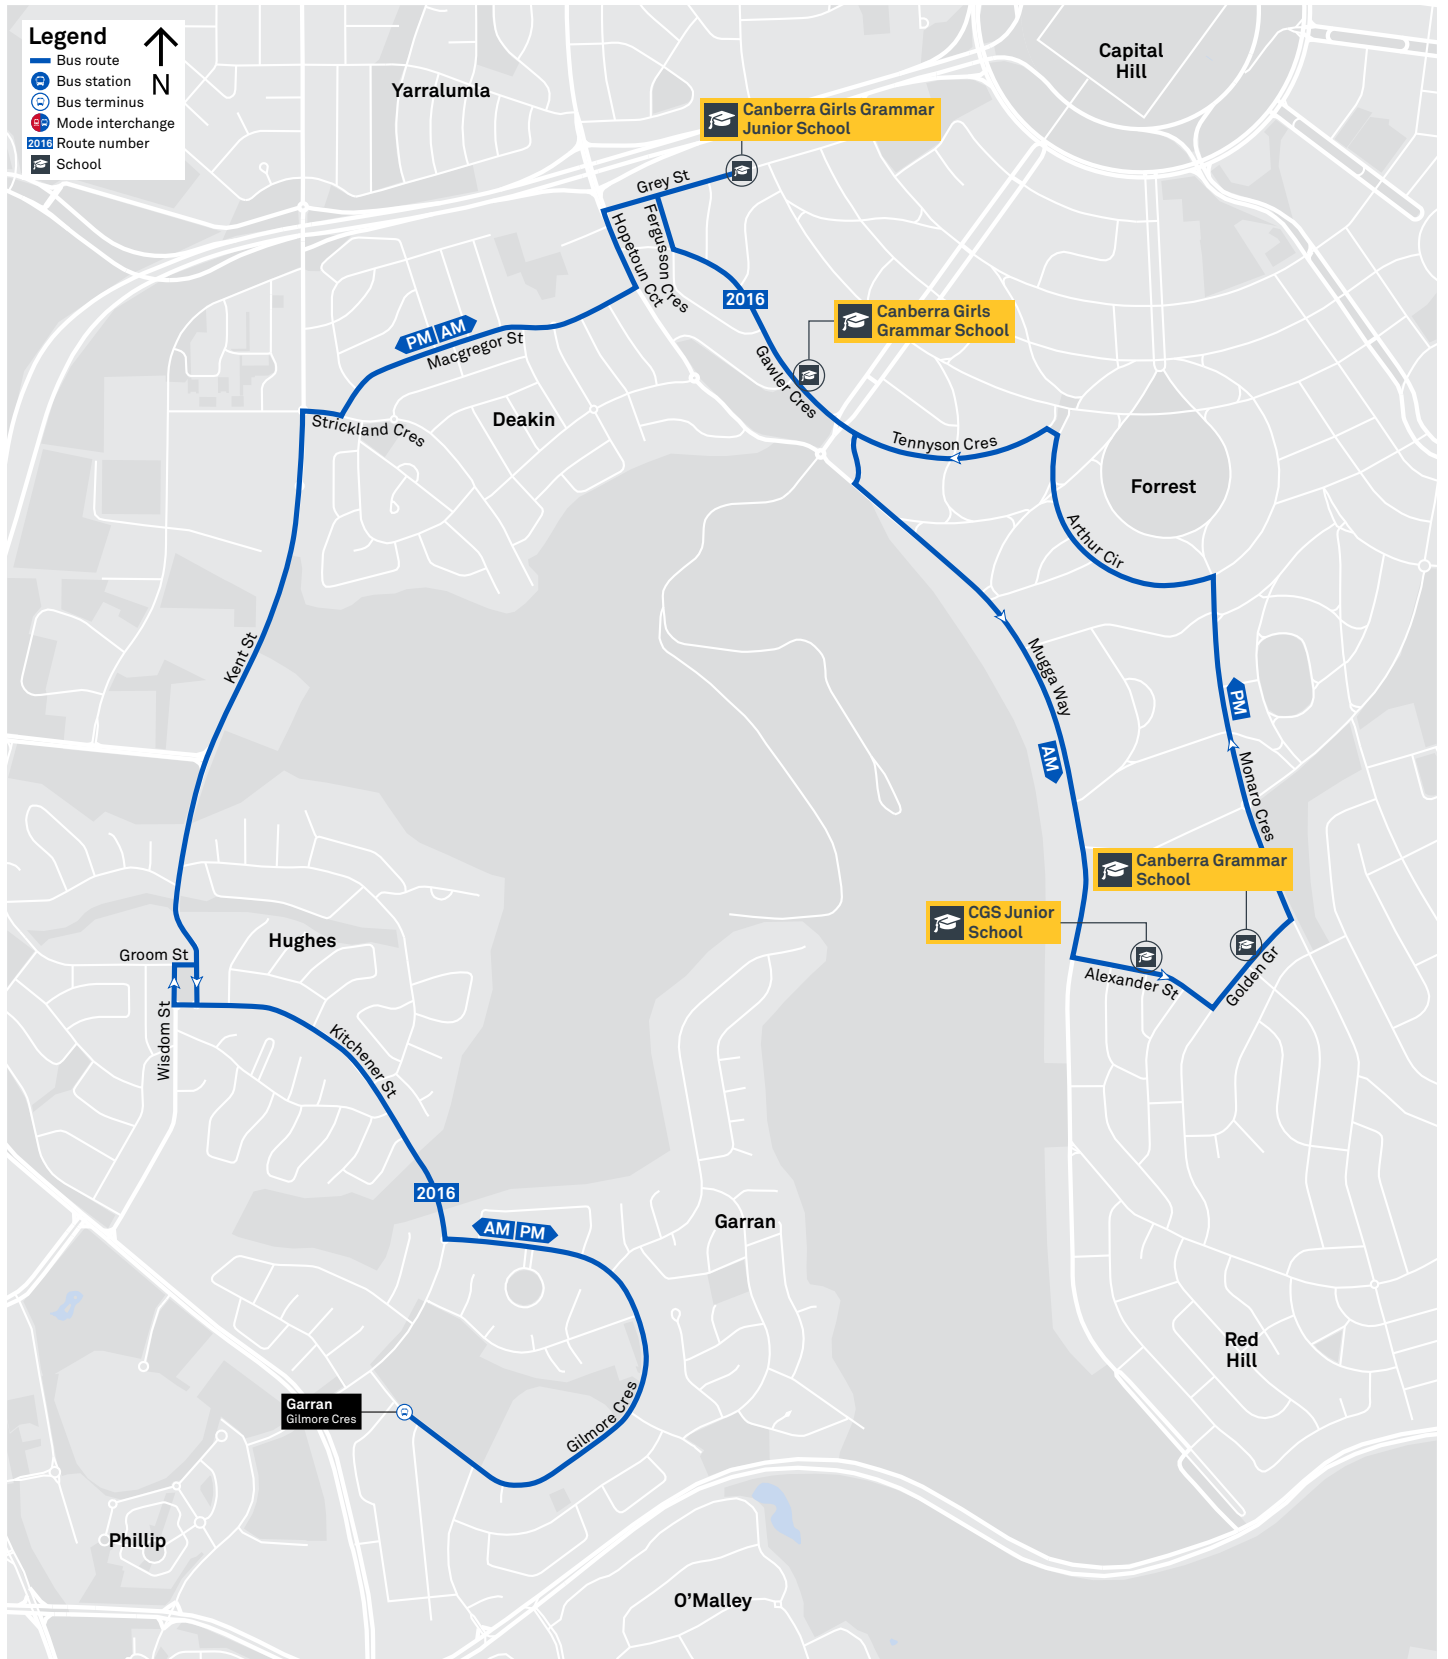 Legend
N
Bus route
Bus station
Bus terminus
Mode interchange
2016 Route number
School
Yarralumla
Capital
Hill
Canberra Girls Grammar
Junior School
Grey St
Fergusson Cres
Hopetoun Cct
2016
Canberra Girls
Grammar School
PM AM
Macgregor St
Gawler Cres
Strickland Cres
Deakin
Tennyson Cres
Forrest
Arthur Cir
Kent St
Mugga Way
PM
AM
Monaro Cres
Canberra Grammar
School
CGS Junior
School
Alexander St
Golden Gr
Groom St
Hughes
Wisdom St
Kitchener St
2016
AM PM
Garran
Red
Hill
Garran
Gilmore Cres
Gilmore Cres
Phillip
O'Malley